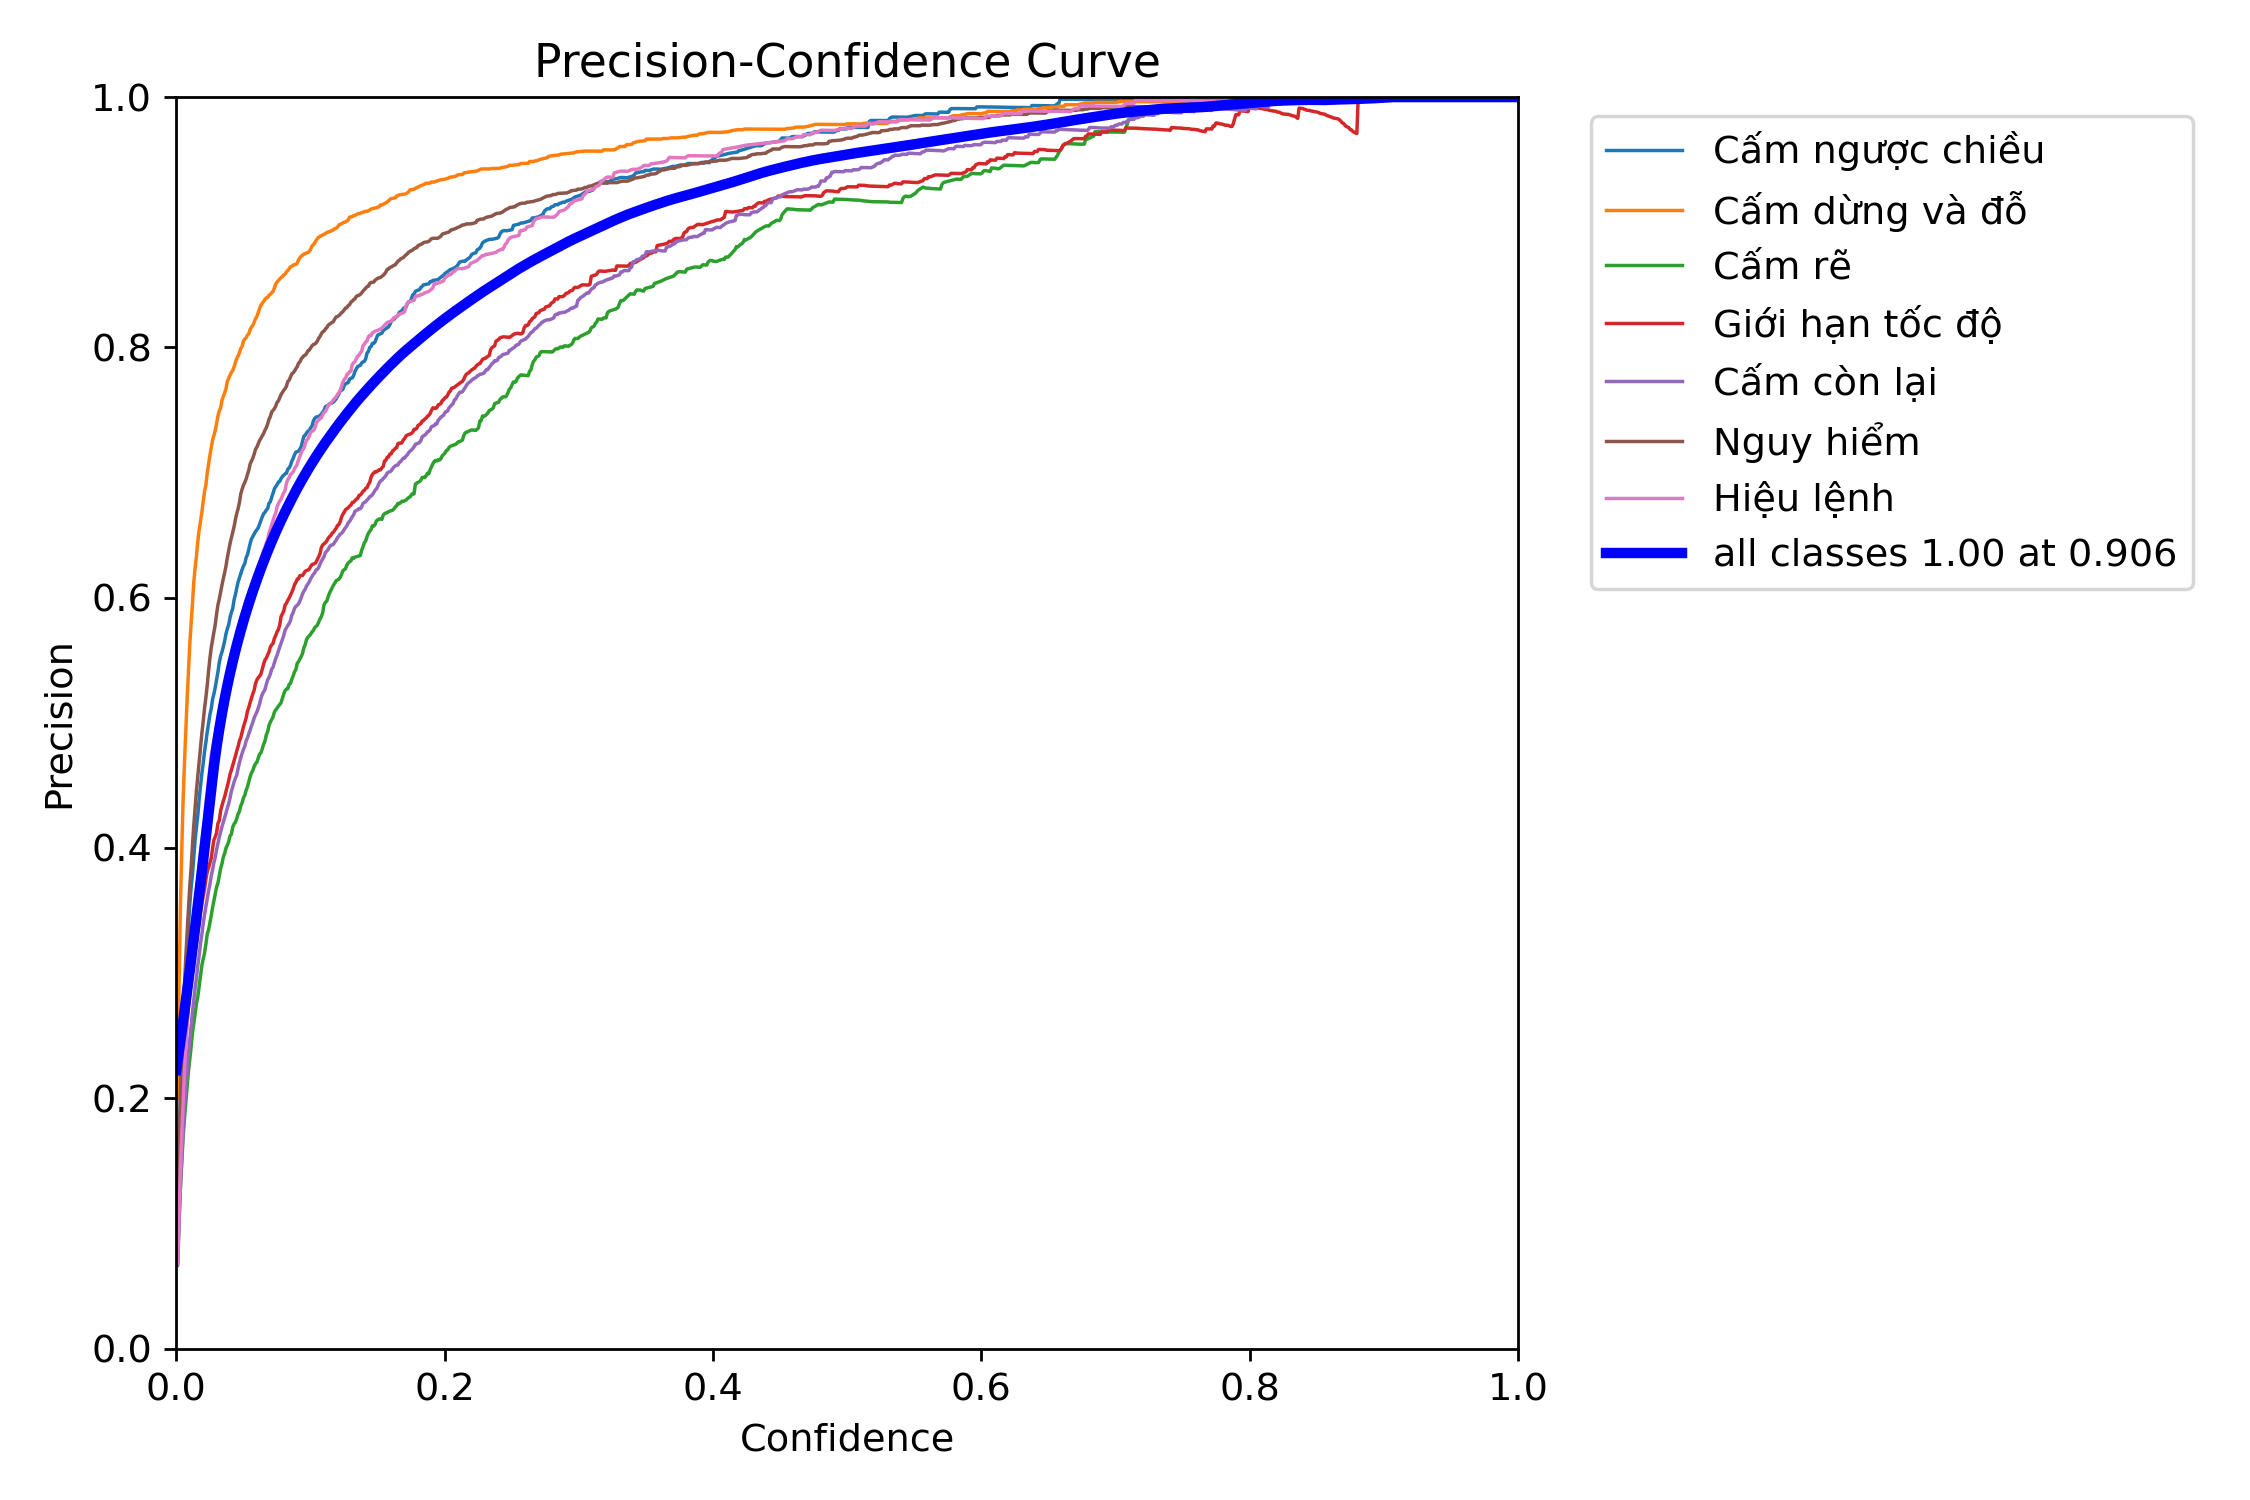 Precision-Confidence Curve
1.0
0.8
0.6
0.4
0.2
0.0
Precision
0.0 0.2 0.4 0.6 0.8 1.0
Confidence
Cấm ngược chiều
Cấm dừng và đỗ
Cấm rẽ
Giới hạn tốc độ
Cấm còn lại
Nguy hiểm
Hiệu lệnh
all classes 1.00 at 0.906